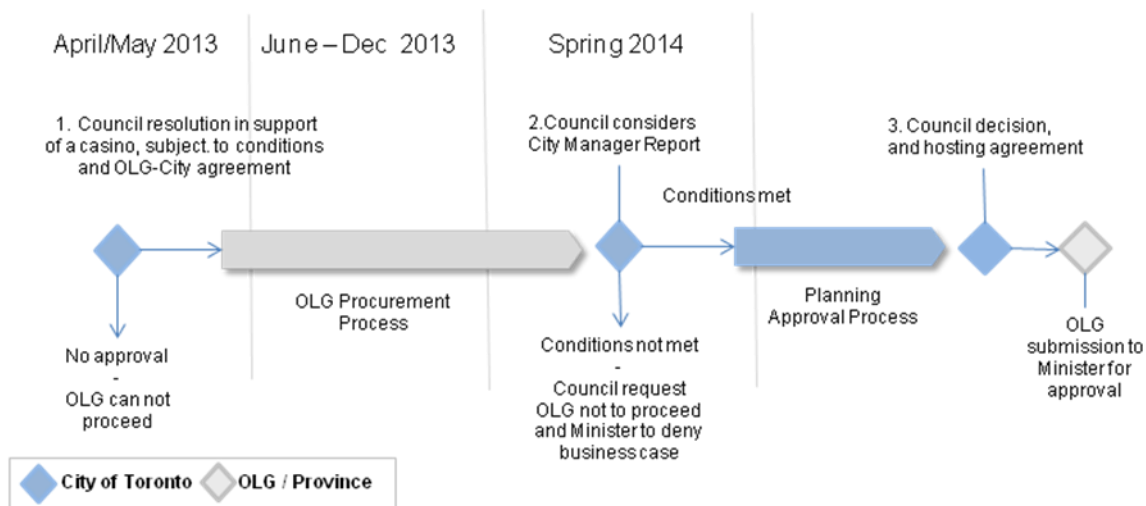 April/May 2013
June – Dec 2013
Spring 2014
1. Council resolution in support
of a casino, subject. to conditions
and OLG-City agreement
2.Council considers
City Manager Report
3. Council decision,
and hosting agreement
Conditions met
OLG Procurement
Process
Planning
Approval Process
No approval
-
OLG can not
proceed
Conditions not met
-
Council request
OLG not to proceed
and Minister to deny
business case
OLG
submission to
Minister for
approval
City of Toronto
OLG / Province